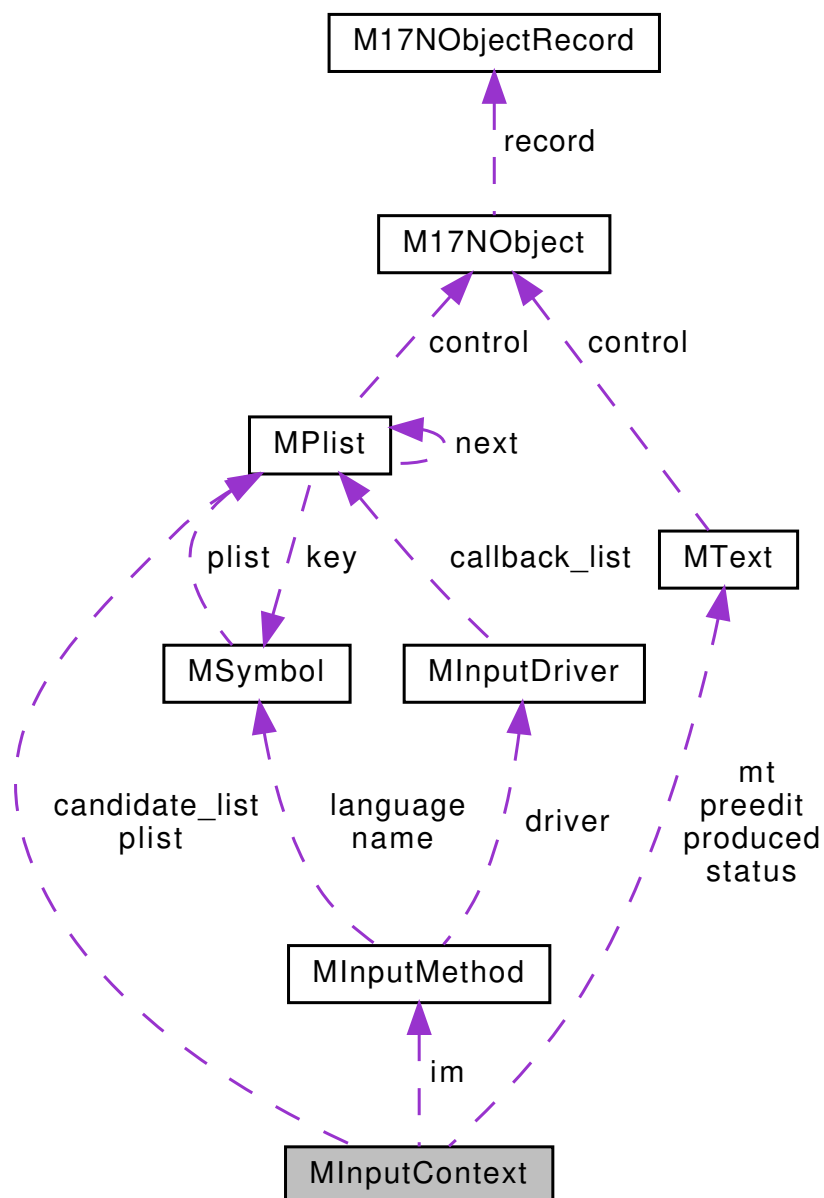 M17NObjectRecord
record
M17NObject
control
control
MPlist
next
plist
key
callback_list
MText
MSymbol
MInputDriver
candidate_list
plist
language
name
driver
mt
preedit
produced
status
MInputMethod
im
MInputContext